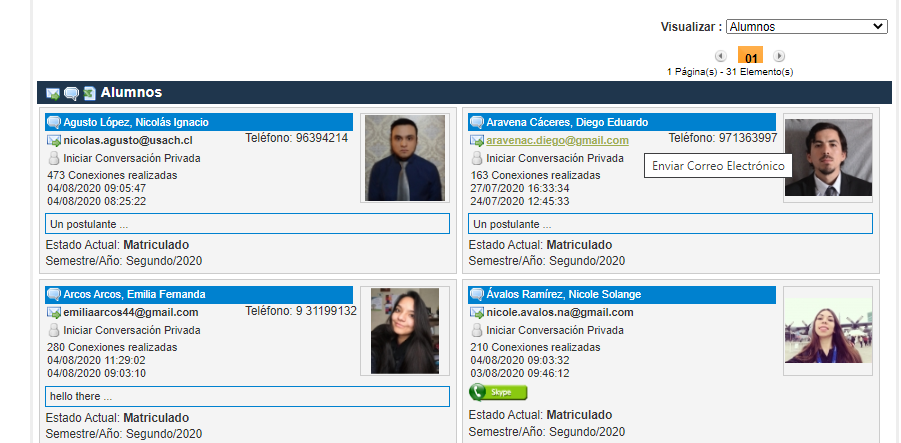 Visualizar : Alumnos
01
1 Página(s) - 31 Elemento(s)
Alumnos
Agusto López, Nicolás Ignacio
nicolas.agusto@usach.cl Teléfono: 96394214
Iniciar Conversación Privada
473 Conexiones realizadas
04/08/2020 09:05:47
04/08/2020 08:25:22
Un postulante ...
Estado Actual: Matriculado
Semestre/Año: Segundo/2020
Aravena Cáceres, Diego Eduardo
aravenac.diego@gmail.com Teléfono: 971363997
Iniciar Conversación Privada
Enviar Correo Electrónico
163 Conexiones realizadas
27/07/2020 16:33:34
24/07/2020 12:45:33
Un postulante ...
Estado Actual: Matriculado
Semestre/Año: Segundo/2020
Arcos Arcos, Emilia Fernanda
emiliaarcos44@gmail.com Teléfono: 9 31199132
Iniciar Conversación Privada
280 Conexiones realizadas
04/08/2020 11:29:02
04/08/2020 09:03:10
hello there ...
Estado Actual: Matriculado
Semestre/Año: Segundo/2020
Ávalos Ramírez, Nicole Solange
nicole.avalos.na@gmail.com
Iniciar Conversación Privada
210 Conexiones realizadas
04/08/2020 09:03:32
03/08/2020 09:46:12
Skype
Estado Actual: Matriculado
Semestre/Año: Segundo/2020